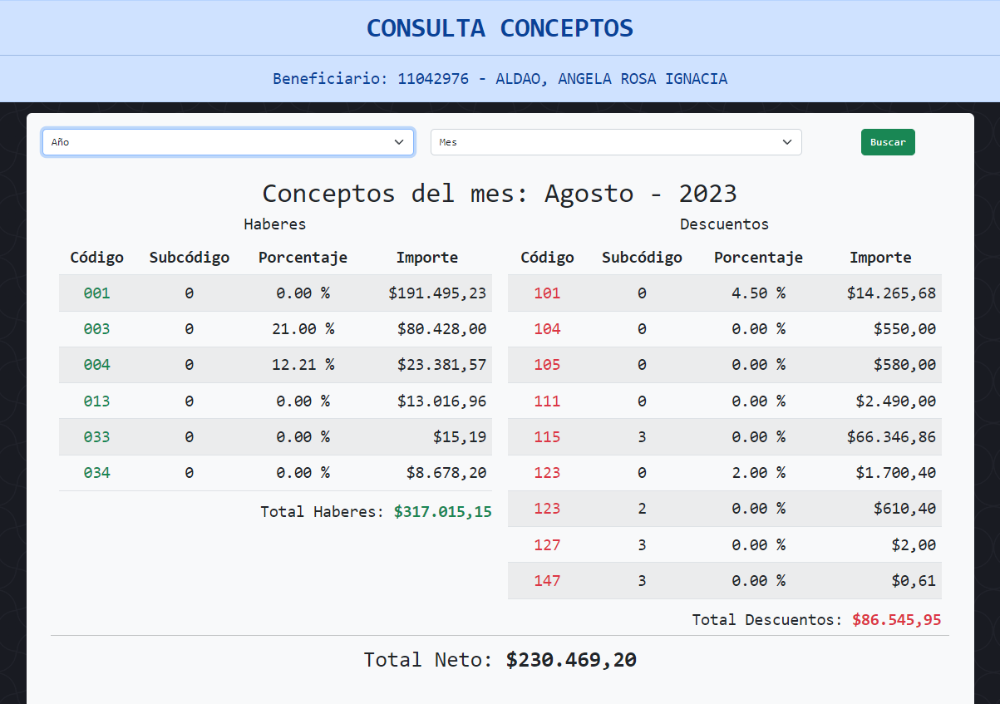 CONSULTA CONCEPTOS
Beneficiario: 11042976 - ALDAO, ANGELA ROSA IGNACIA
Año Mes Buscar
Conceptos del mes: Agosto - 2023
Haberes
Código Subcódigo Porcentaje Importe
001 0 0.00 % $191.495,23
003 0 21.00 % $80.428,00
004 0 12.21 % $23.381,57
013 0 0.00 % $13.016,96
033 0 0.00 % $15,19
034 0 0.00 % $8.678,20
Total Haberes: $317.015,15
Descuentos
Código Subcódigo Porcentaje Importe
101 0 4.50 % $14.265,68
104 0 0.00 % $550,00
105 0 0.00 % $580,00
111 0 0.00 % $2.490,00
115 3 0.00 % $66.346,86
123 0 2.00 % $1.700,40
123 2 0.00 % $610,40
127 3 0.00 % $2,00
147 3 0.00 % $0,61
Total Descuentos: $86.545,95
Total Neto: $230.469,20